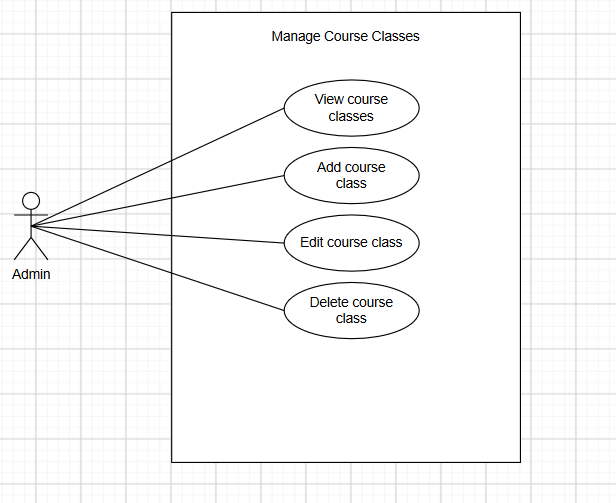 Manage Course Classes
View course
classes
Add course
class
Edit course class
Delete course
class
Admin